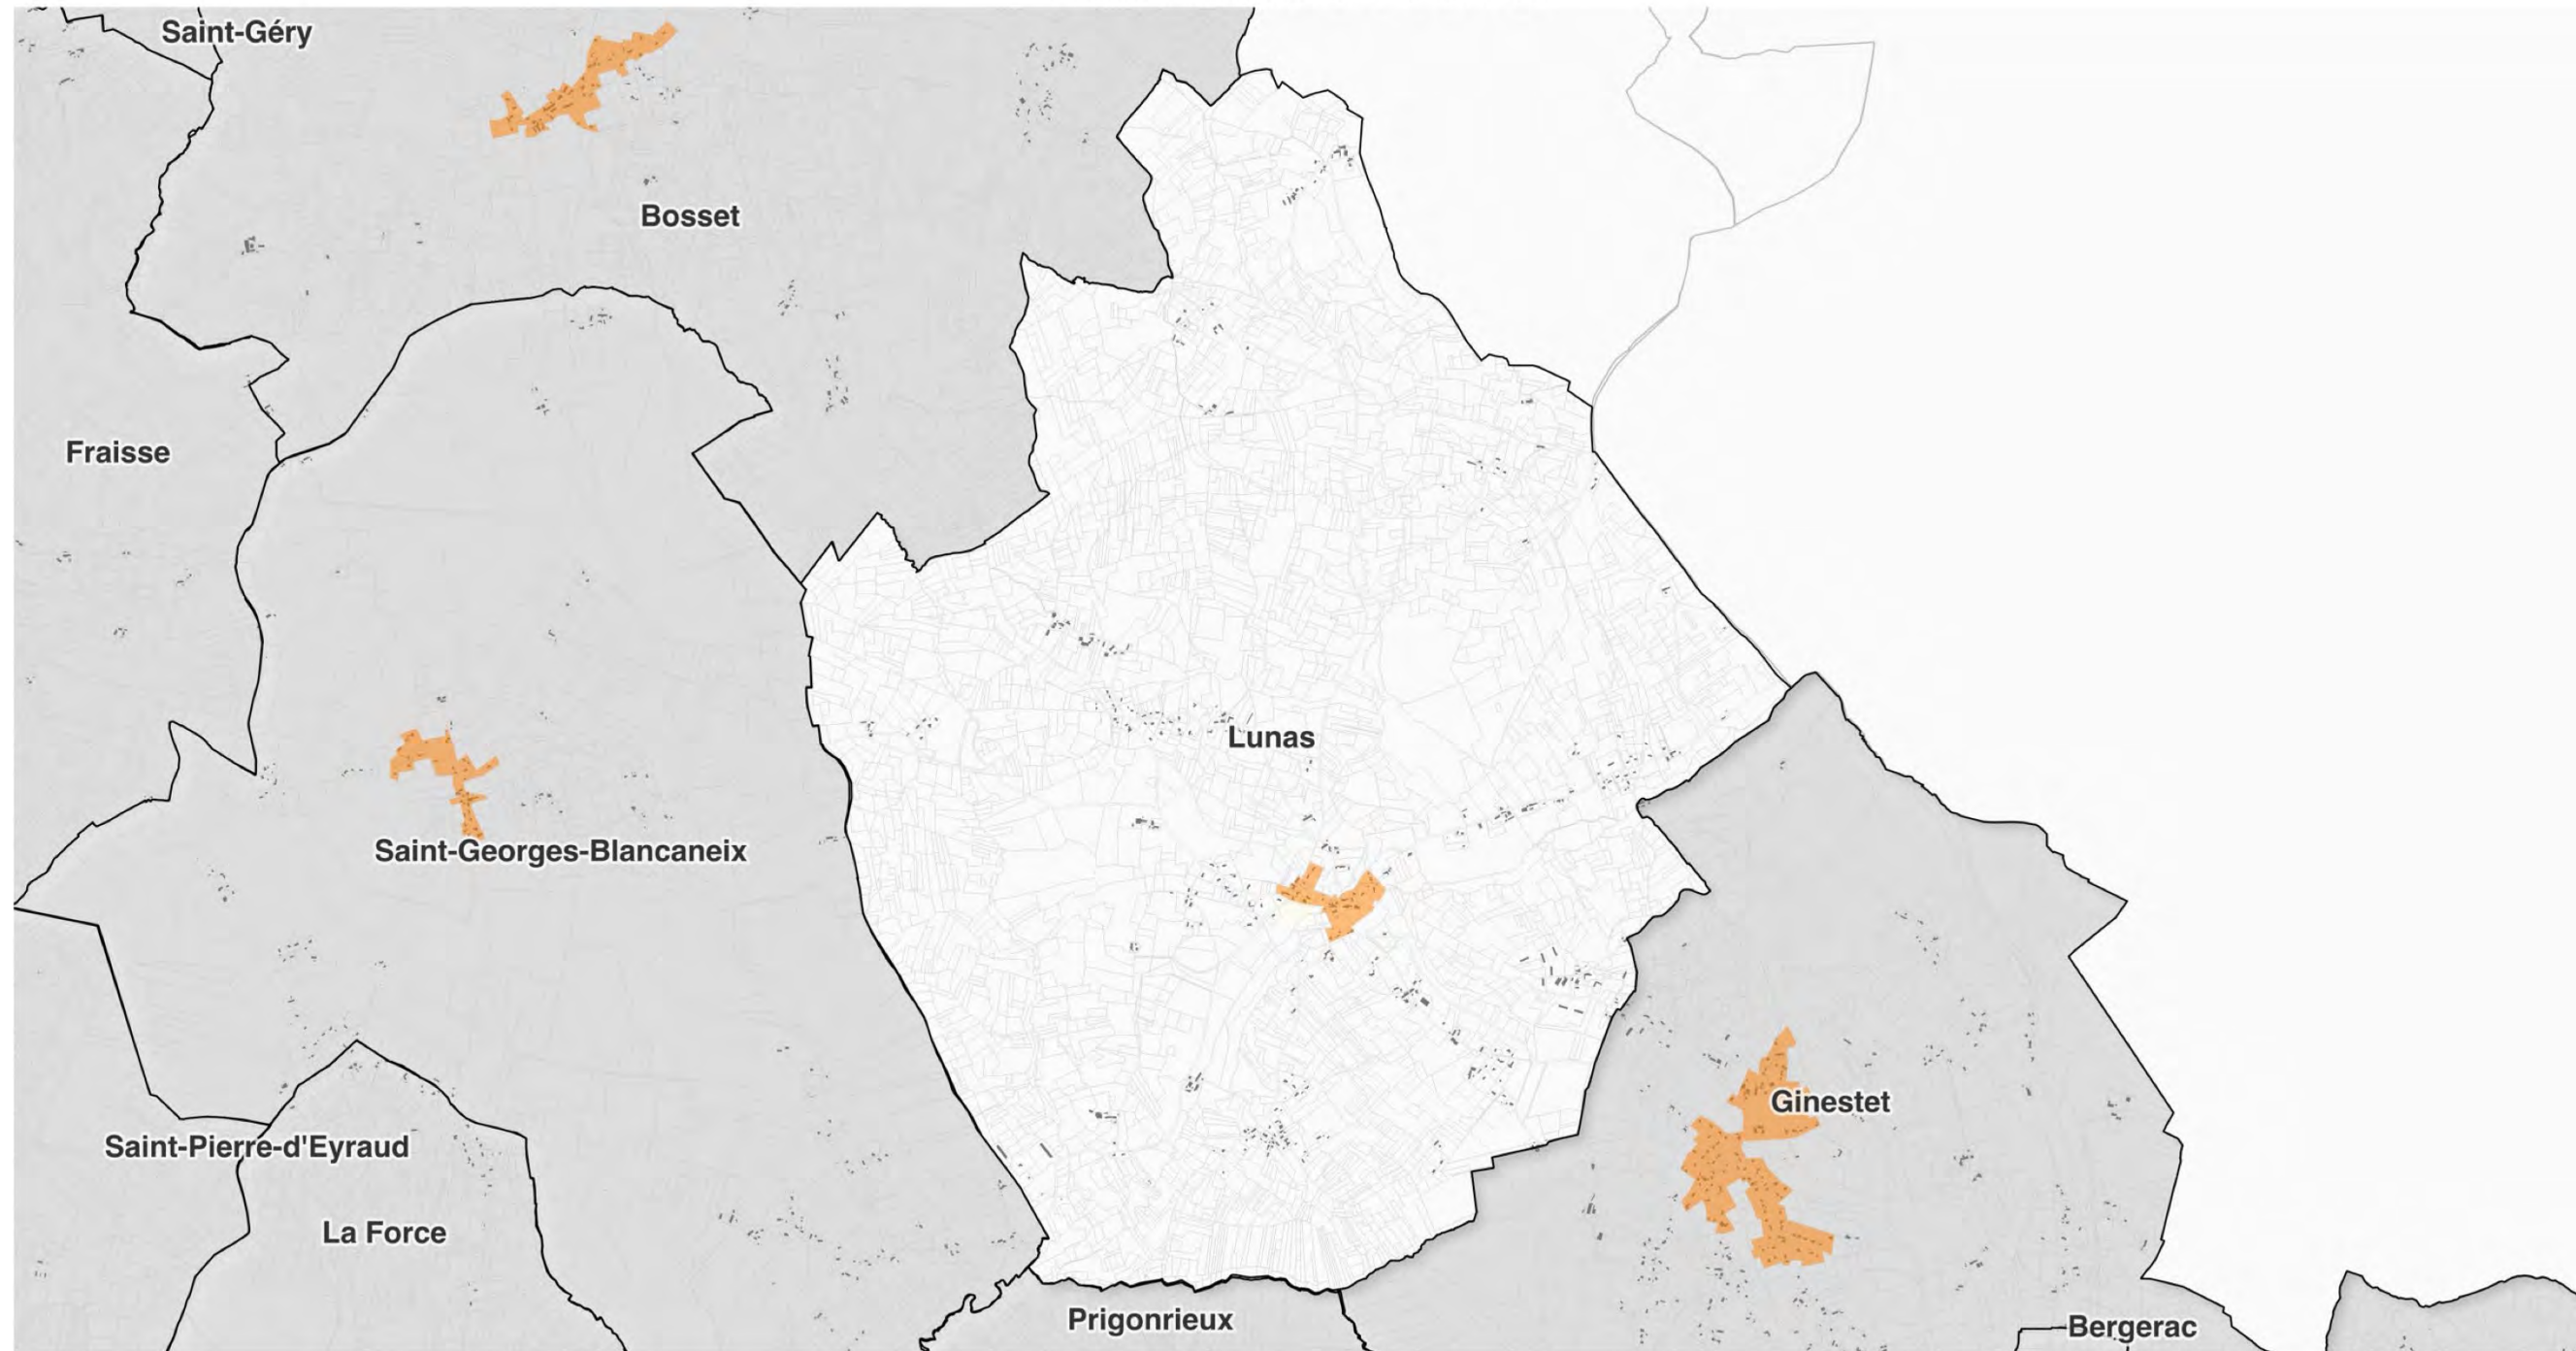 Saint-Géry
Bosset
Fraisse
Lunas
Saint-Georges-Blancaneix
Ginestet
Saint-Pierre-d'Eyraud
La Force
Prigonrieux
Bergerac